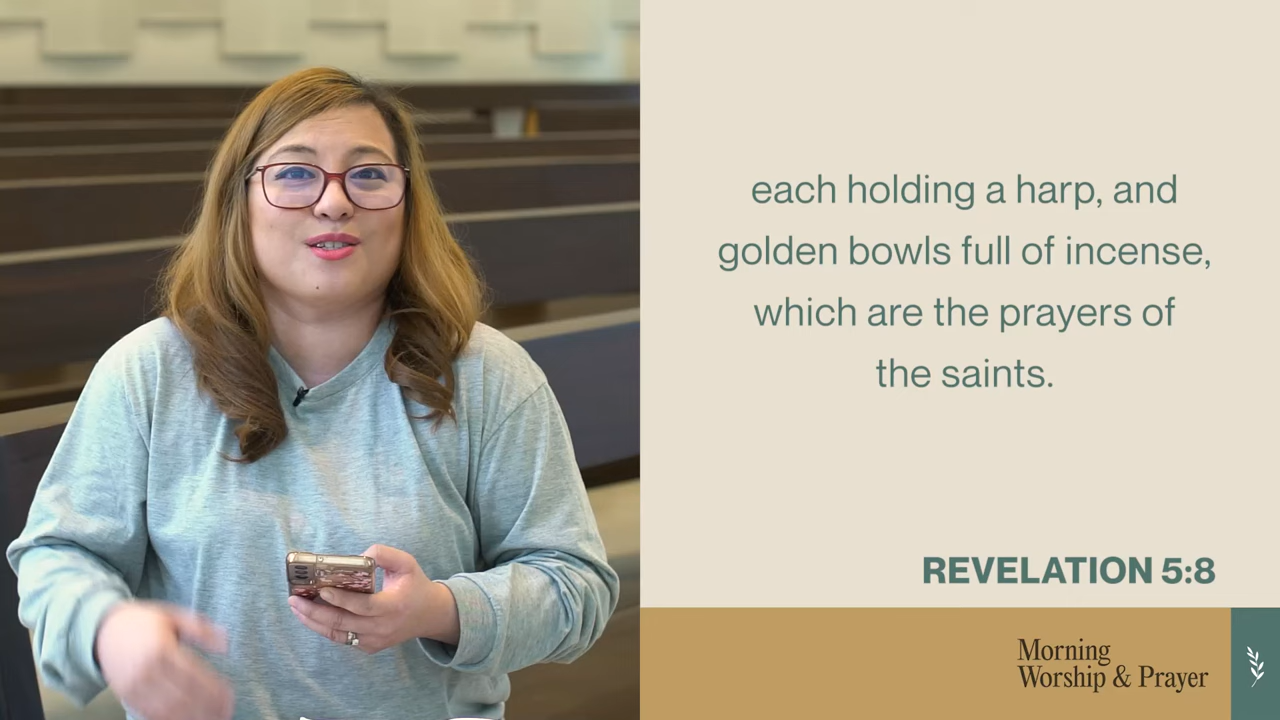 each holding a harp, and
golden bowls full of incense,
which are the prayers of
the saints.
REVELATION 5:8
Morning
Worship & Prayer